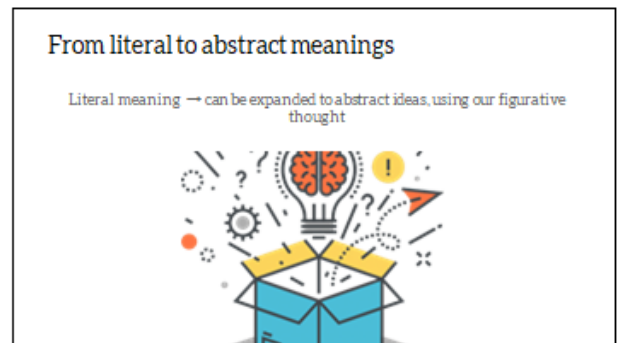 From literal to abstract meanings
Literal meaning → can be expanded to abstract ideas, using our figurative
thought
?
?
!
?